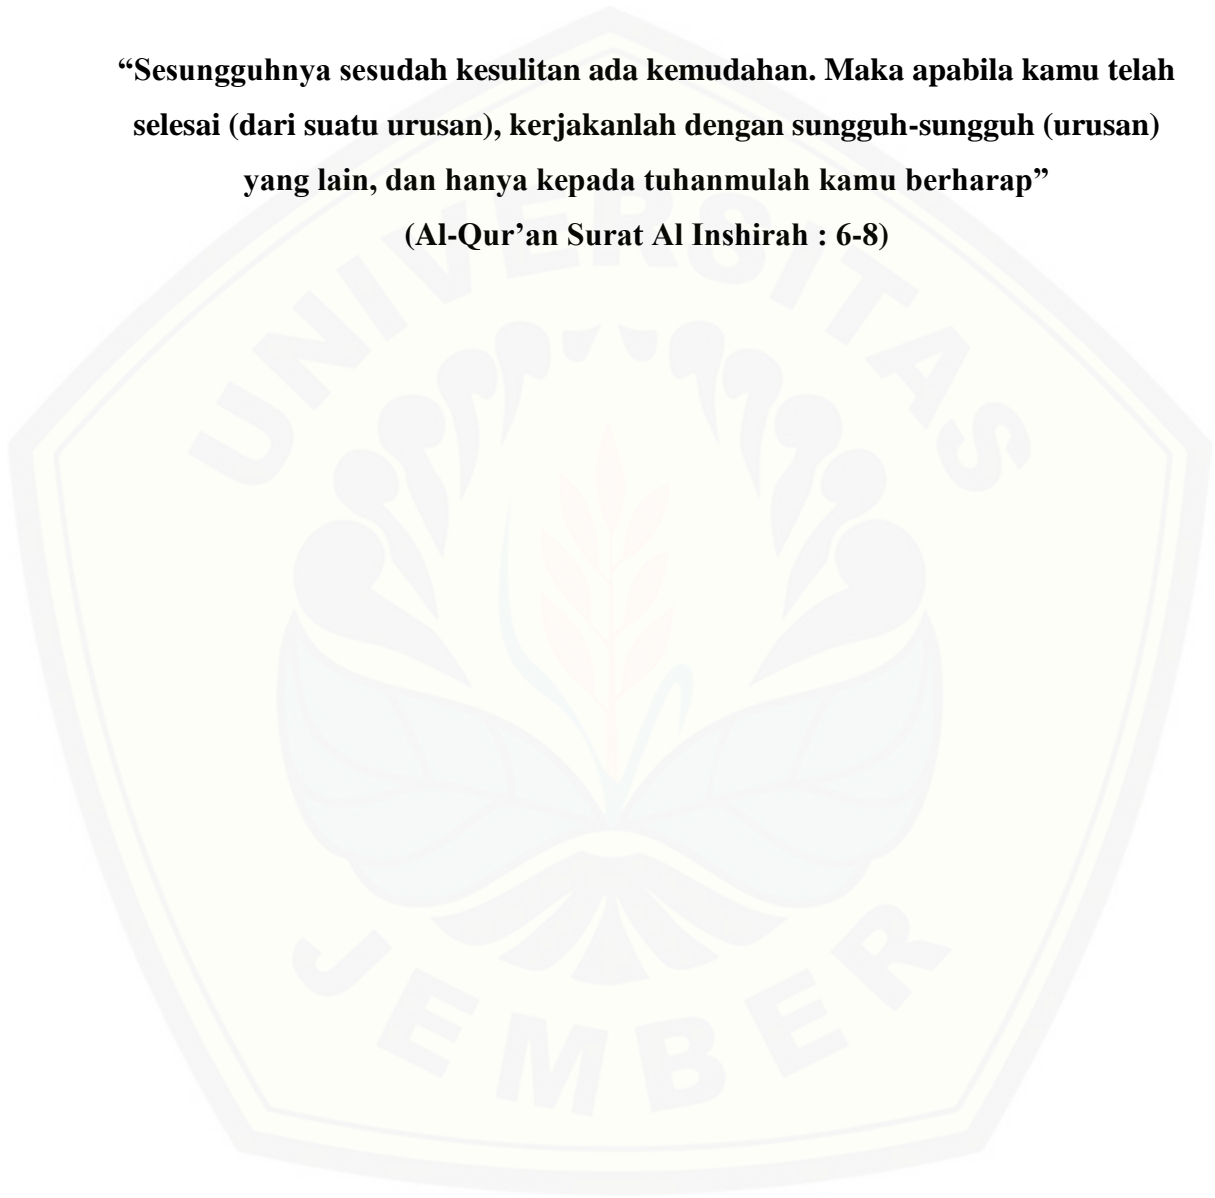 “Sesungguhnya sesudah kesulitan ada kemudahan. Maka apabila kamu telah
selesai (dari suatu urusan), kerjakanlah dengan sungguh-sungguh (urusan)
yang lain, dan hanya kepada tuhanmulah kamu berharap”
(Al-Qur’an Surat Al Inshirah : 6-8)
UNIVERSITAS
JEMBER